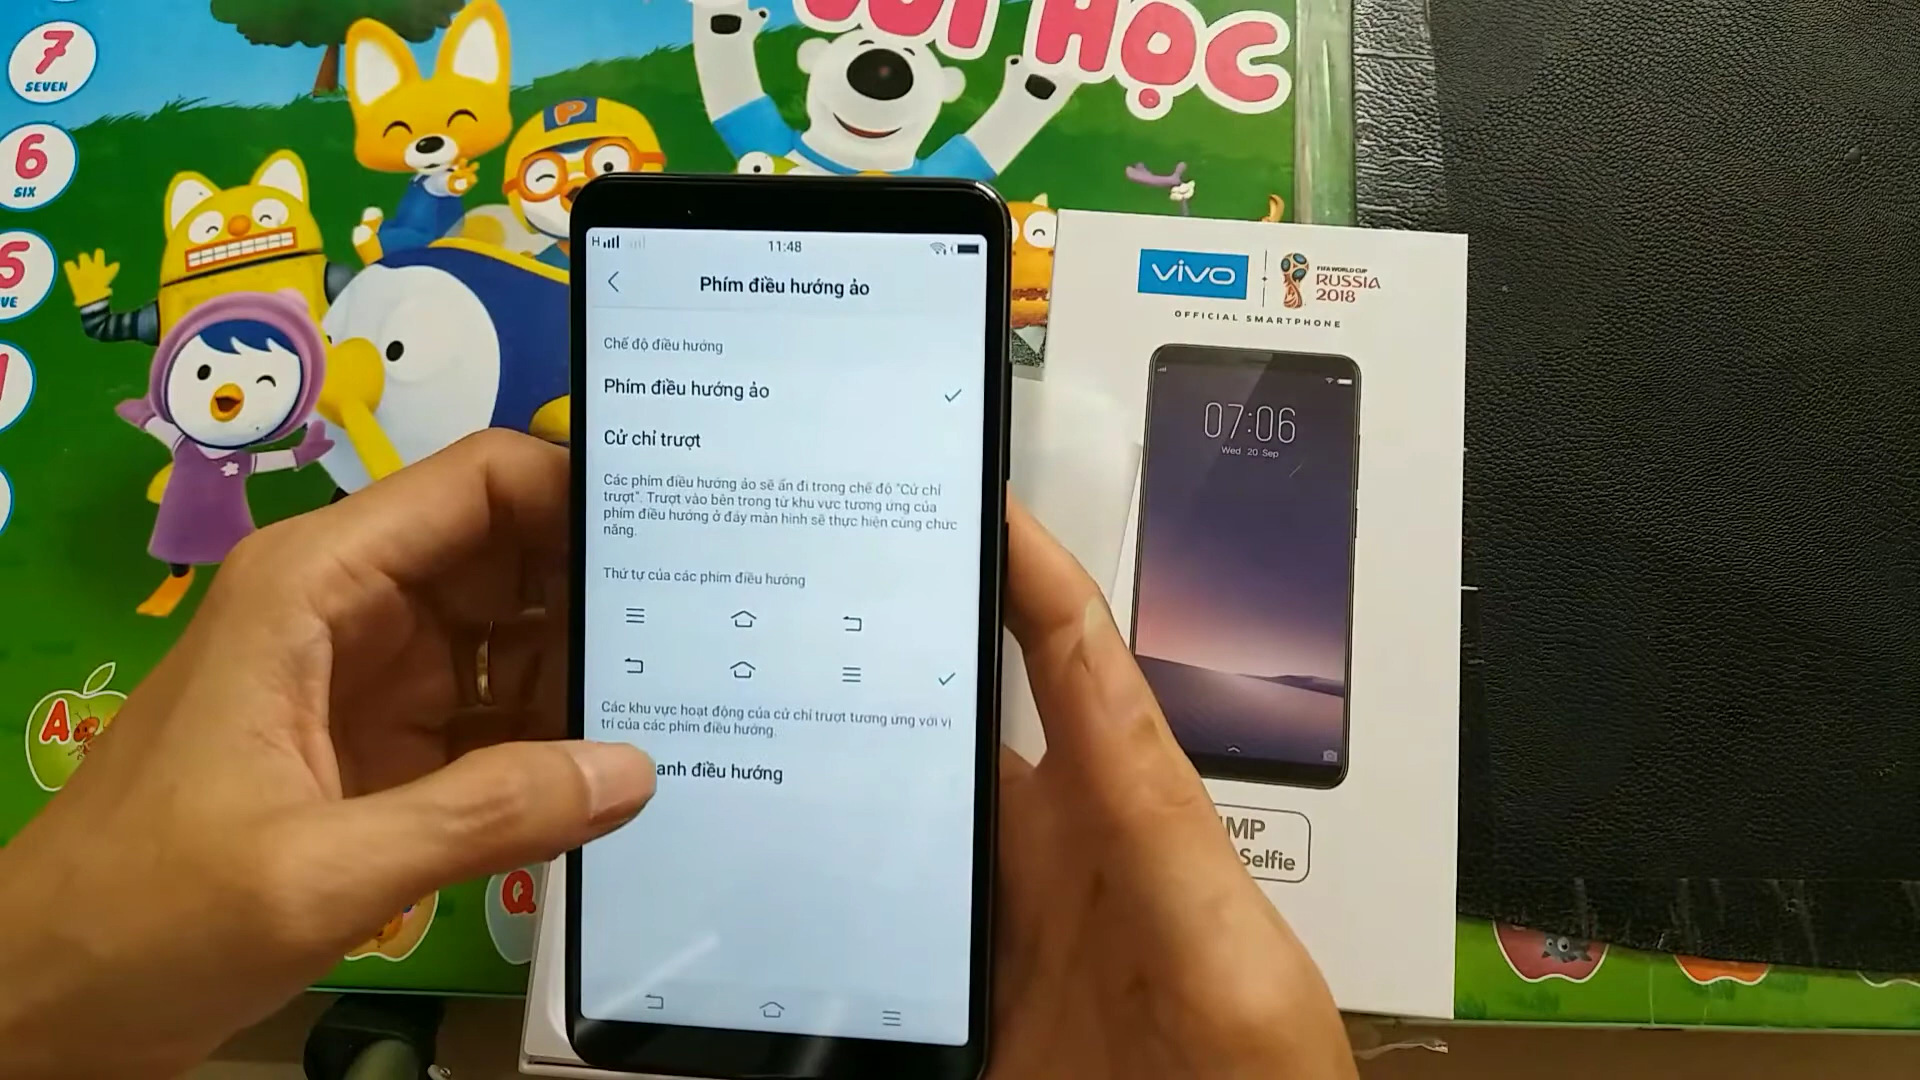 7
SEVEN
6
SIX
5
HỌC
P
H
11:48
Phím điều hướng ảo
Chế độ điều hướng
Phím điều hướng ảo
Cử chỉ trượt
Các phím điều hướng ảo sẽ ẩn đi trong chế độ "Cử chỉ
trượt". Trượt vào bên trong từ khu vực tương ứng của
phím điều hướng ở đáy màn hình sẽ thực hiện cùng chức
năng.
Thứ tự của các phím điều hướng
Các khu vực hoạt động của cử chỉ trượt tương ứng với vị
trí của các phím điều hướng.
anh điều hướng
vivo
FIFA WORLD CUP
RUSSIA
2018
OFFICIAL SMARTPHONE
07:06
Wed 20 Sep
MP
Selfie
A
Q